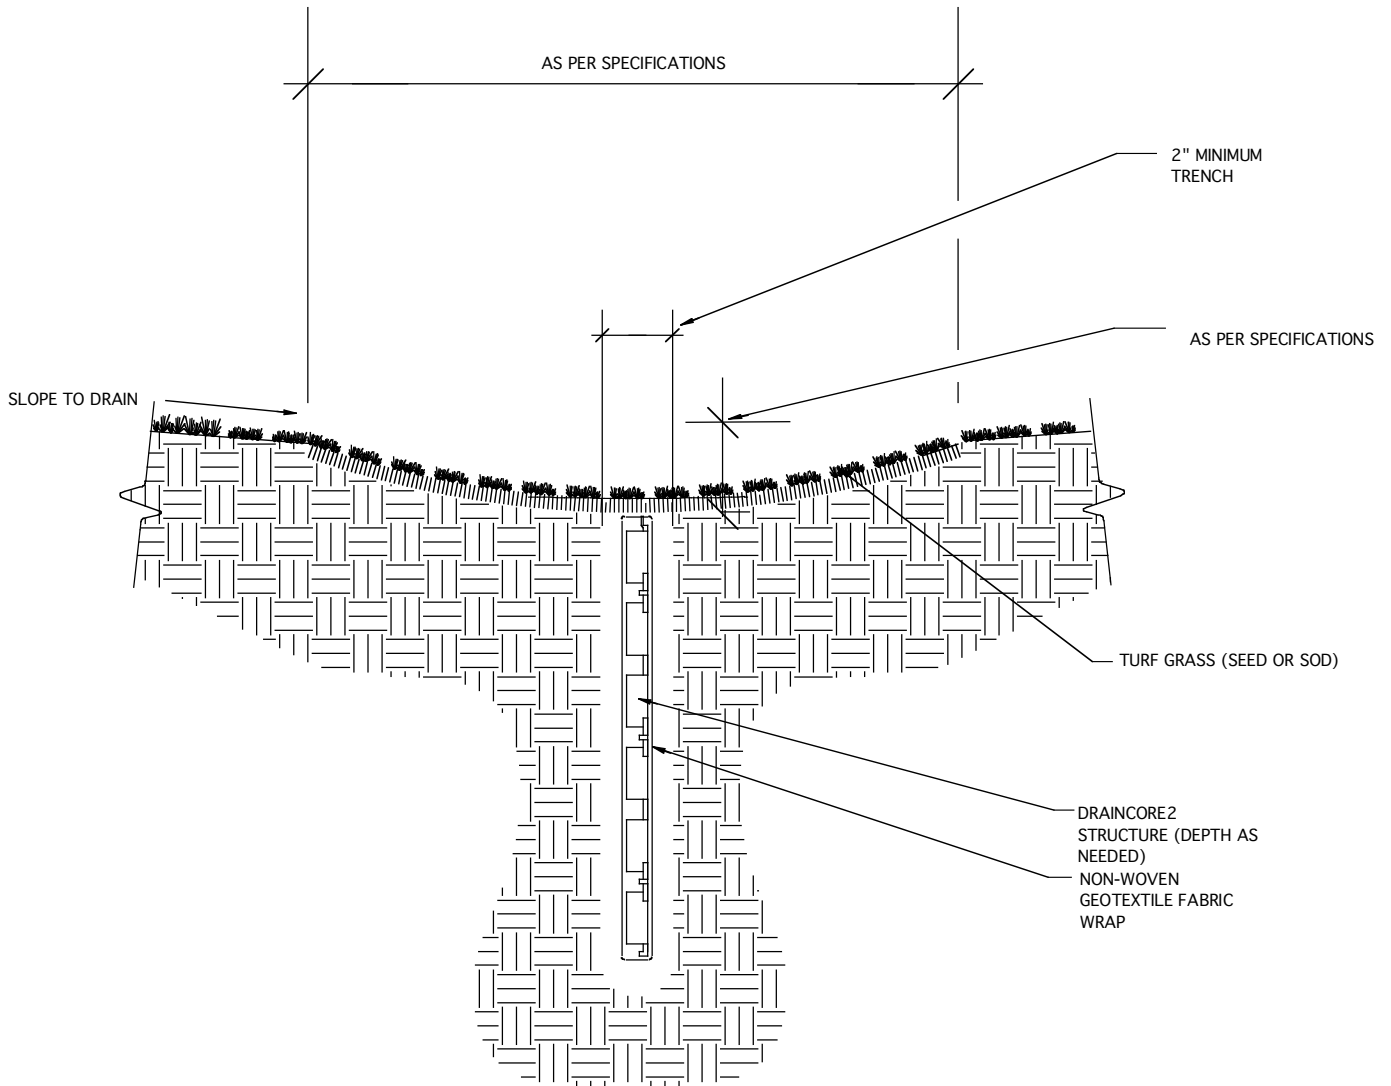 AS PER SPECIFICATIONS
2" MINIMUM
TRENCH
AS PER SPECIFICATIONS
SLOPE TO DRAIN
TURF GRASS (SEED OR SOD)
DRAINCORE2
STRUCTURE (DEPTH AS
NEEDED)
NON-WOVEN
GEOTEXTILE FABRIC
WRAP